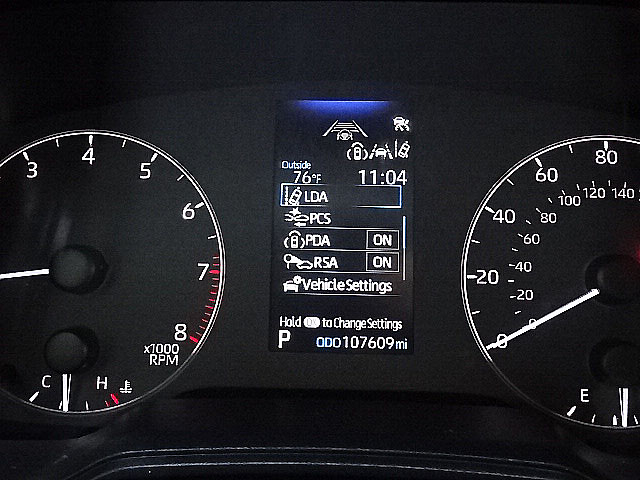 3
4
5
6
7
8
x1000
RPM
C
H
Outside
76°F 11:04
LDA
PCS
PDA ON
RSA ON
Vehicle Settings
Hold OK to Change Settings
P ODO 107609 mi
0
20
40
60
80
0
20
40
60
80
100
120
140
E